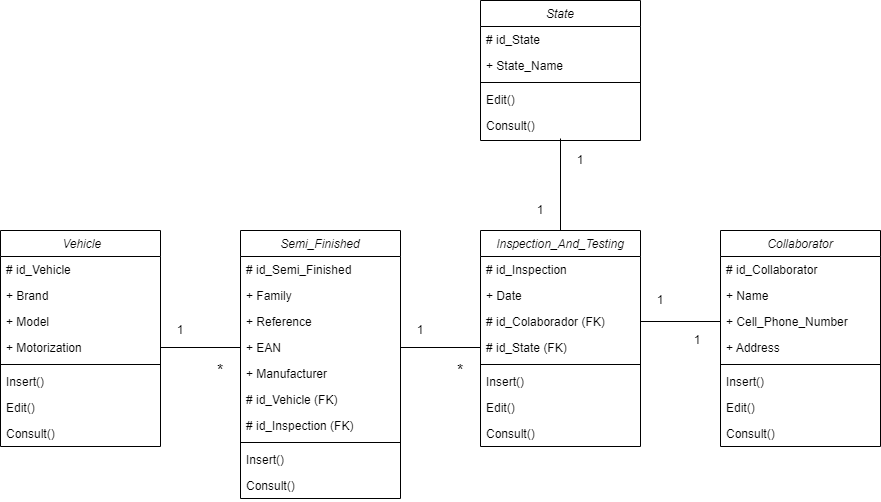 State
# id_State
+ State_Name
Edit()
Consult()
1
1
Vehicle
# id_Vehicle
+ Brand
+ Model
+ Motorization
Insert()
Edit()
Consult()
1
*
Semi_Finished
# id_Semi_Finished
+ Family
+ Reference
+ EAN
+ Manufacturer
# id_Vehicle (FK)
# id_Inspection (FK)
Insert()
Consult()
1
*
Inspection_And_Testing
# id_Inspection
+ Date
# id_Colaborador (FK)
# id_State (FK)
Insert()
Edit()
Consult()
1
1
Collaborator
# id_Collaborator
+ Name
+ Cell_Phone_Number
+ Address
Insert()
Edit()
Consult()